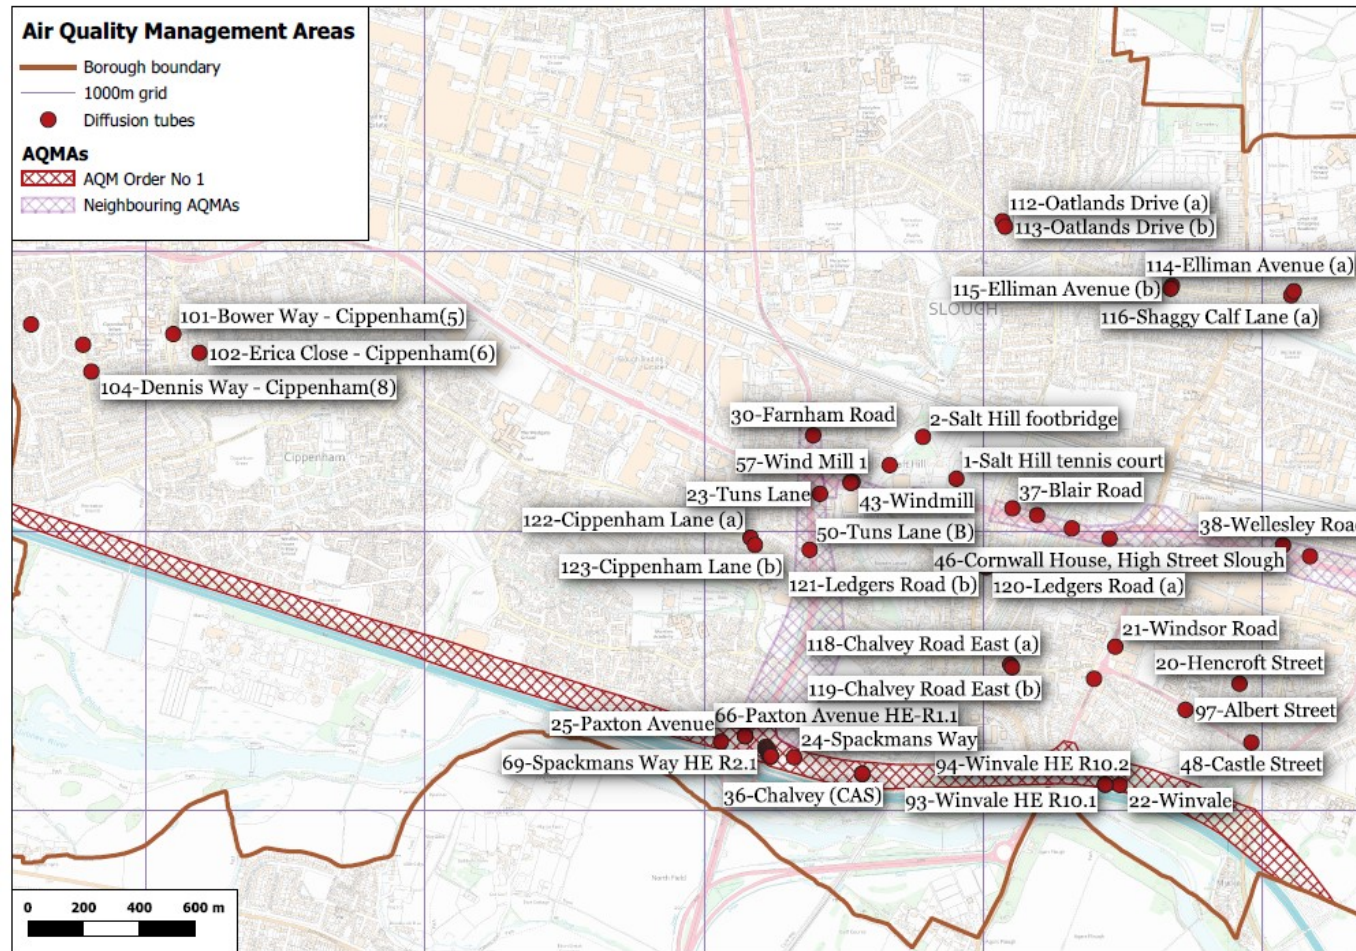 Air Quality Management Areas
Borough boundary
1000m grid
Diffusion tubes
AQMAs
AQM Order No 1
Neighbouring AQMAs
112-Oatlands Drive (a)
113-Oatlands Drive (b)
114-Elliman Avenue (a)
115-Elliman Avenue (b)
SLOUGH
116-Shaggy Calf Lane (a)
101-Bower Way - Cippenham(5)
102-Erica Close - Cippenham(6)
104-Dennis Way - Cippenham(8)
30-Farnham Road
2-Salt Hill footbridge
Cippenham
57-Wind Mill 1
1-Salt Hill tennis court
23-Tuns Lane
43-Windmill
37-Blair Road
122-Cippenham Lane (a)
50-Tuns Lane (B)
38-Wellesley Road
123-Cippenham Lane (b)
46-Cornwall House, High Street Slough
121-Ledgers Road (b)
120-Ledgers Road (a)
21-Windsor Road
118-Chalvey Road East (a)
20-Hencroft Street
119-Chalvey Road East (b)
97-Albert Street
66-Paxton Avenue HE-R1.1
25-Paxton Avenue
24-Spackmans Way
69-Spackmans Way HE R2.1
94-Winvale HE R10.2
48-Castle Street
36-Chalvey (CAS)
93-Winvale HE R10.1
22-Winvale
North Field
0 200 400 600 m